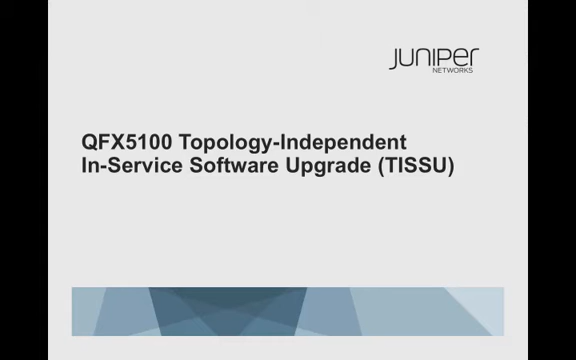 JUNIPER
NETWORKS
QFX5100 Topology-Independent
In-Service Software Upgrade (TISSU)